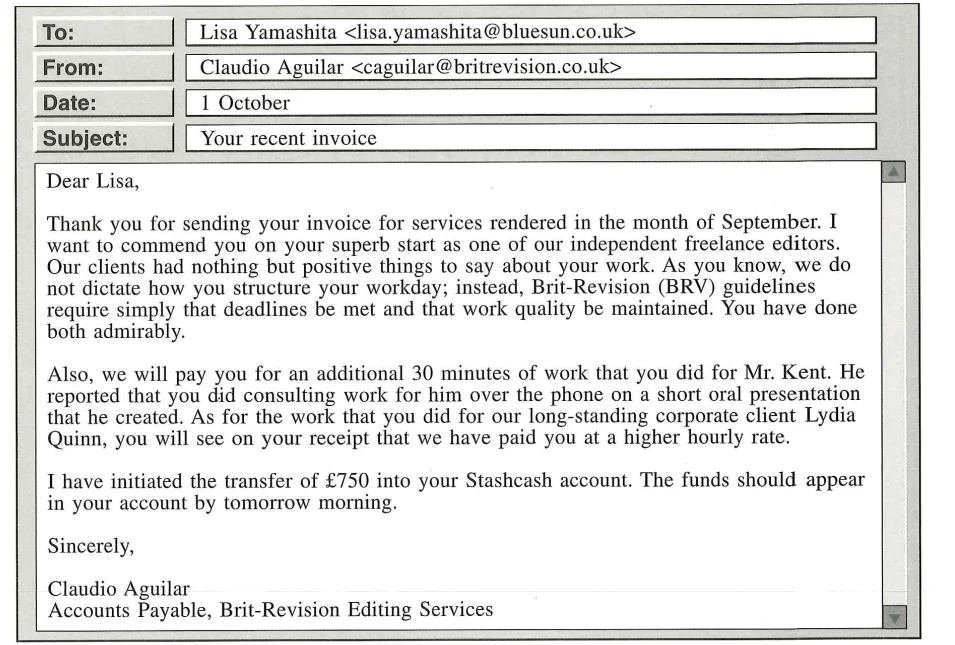 To: Lisa Yamashita <lisa.yamashita@bluesun.co.uk>
From: Claudio Aguilar <caguilar@britrevision.co.uk>
Date: 1 October
Subject: Your recent invoice
Dear Lisa,
Thank you for sending your invoice for services rendered in the month of September. I
want to commend you on your superb start as one of our independent freelance editors.
Our clients had nothing but positive things to say about your work. As you know, we do
not dictate how you structure your workday; instead, Brit-Revision (BRV) guidelines
require simply that deadlines be met and that work quality be maintained. You have done
both admirably.
Also, we will pay you for an additional 30 minutes of work that you did for Mr. Kent. He
reported that you did consulting work for him over the phone on a short oral presentation
that he created. As for the work that you did for our long-standing corporate client Lydia
Quinn, you will see on your receipt that we have paid you at a higher hourly rate.
I have initiated the transfer of £750 into your Stashcash account. The funds should appear
in your account by tomorrow morning.
Sincerely,
Claudio Aguilar
Accounts Payable, Brit-Revision Editing Services